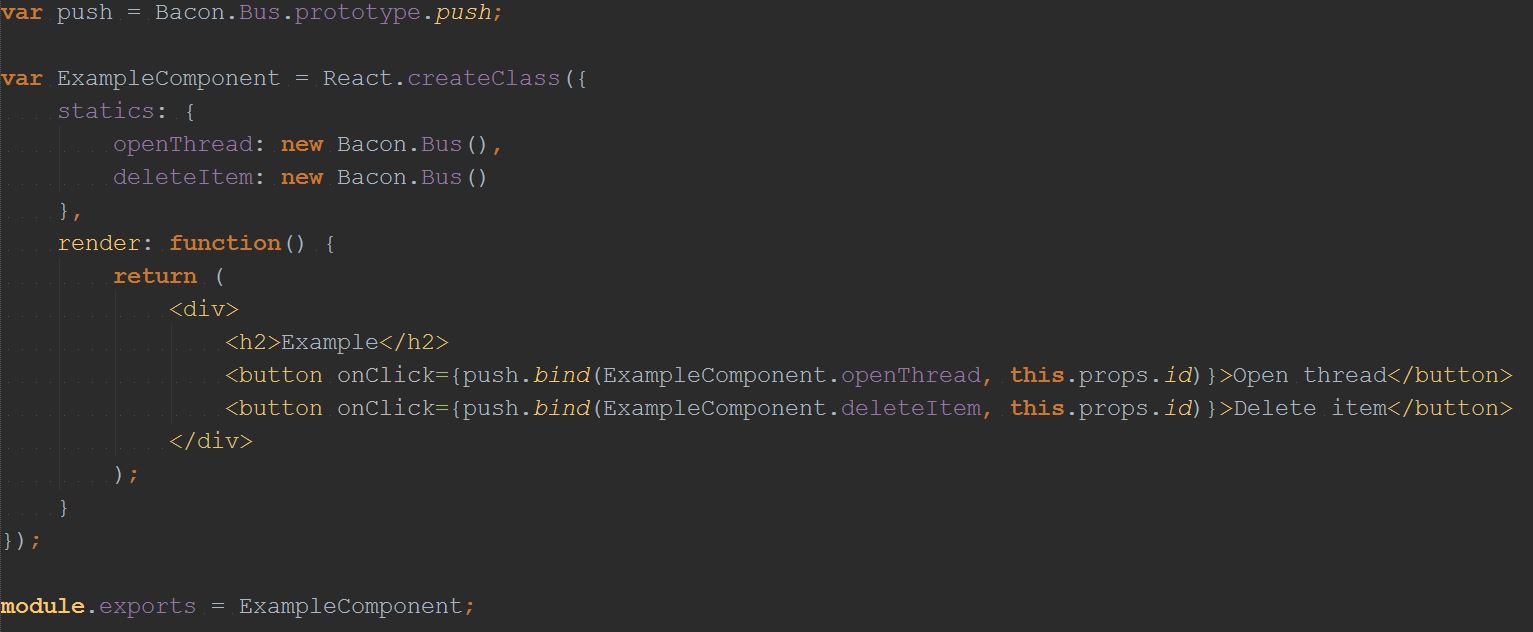 var push = Bacon.Bus.prototype.push;

var ExampleComponent = React.createClass({
    statics: {
        openThread: new Bacon.Bus(),
        deleteItem: new Bacon.Bus()
    },
    render: function() {
        return (
            <div>
                <h2>Example</h2>
                <button onClick={push.bind(ExampleComponent.openThread, this.props.id)}>Open thread</button>
                <button onClick={push.bind(ExampleComponent.deleteItem, this.props.id)}>Delete item</button>
            </div>
        );
    }
});

module.exports = ExampleComponent;